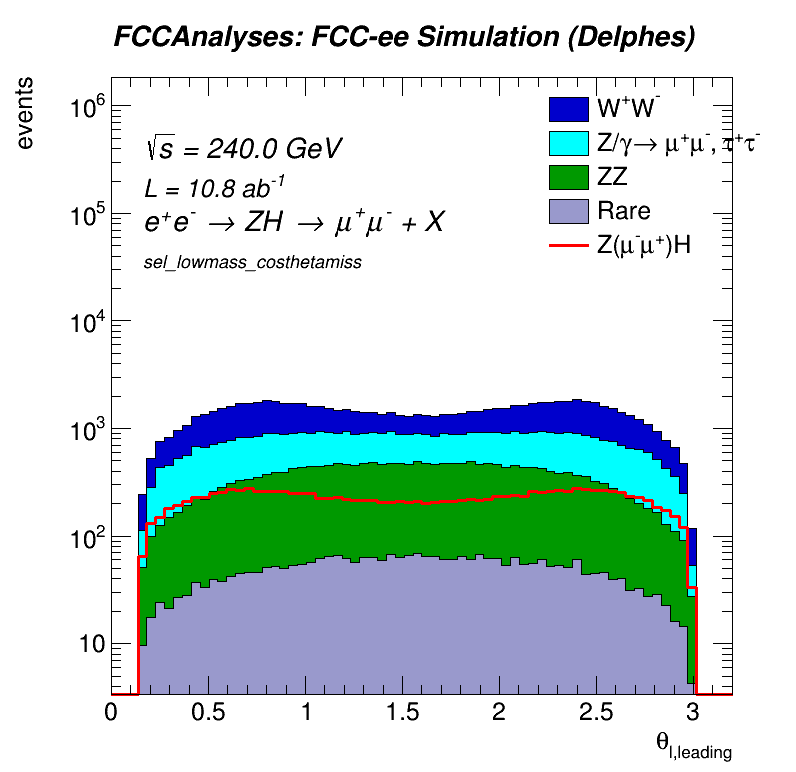 FCCAnalyses: FCC-ee Simulation (Delphes)
events
10⁶
10⁵
10⁴
10³
10²
10
√s = 240.0 GeV
L = 10.8 ab⁻¹
e⁺e⁻ → ZH → μ⁺μ⁻ + X
sel_lowmass_costhetamiss
W⁺W⁻
Z/γ→ μ⁺μ⁻, τ⁺τ⁻
ZZ
Rare
Z(μ⁻μ⁺)H
0 0.5 1 1.5 2 2.5 3
θl,leading